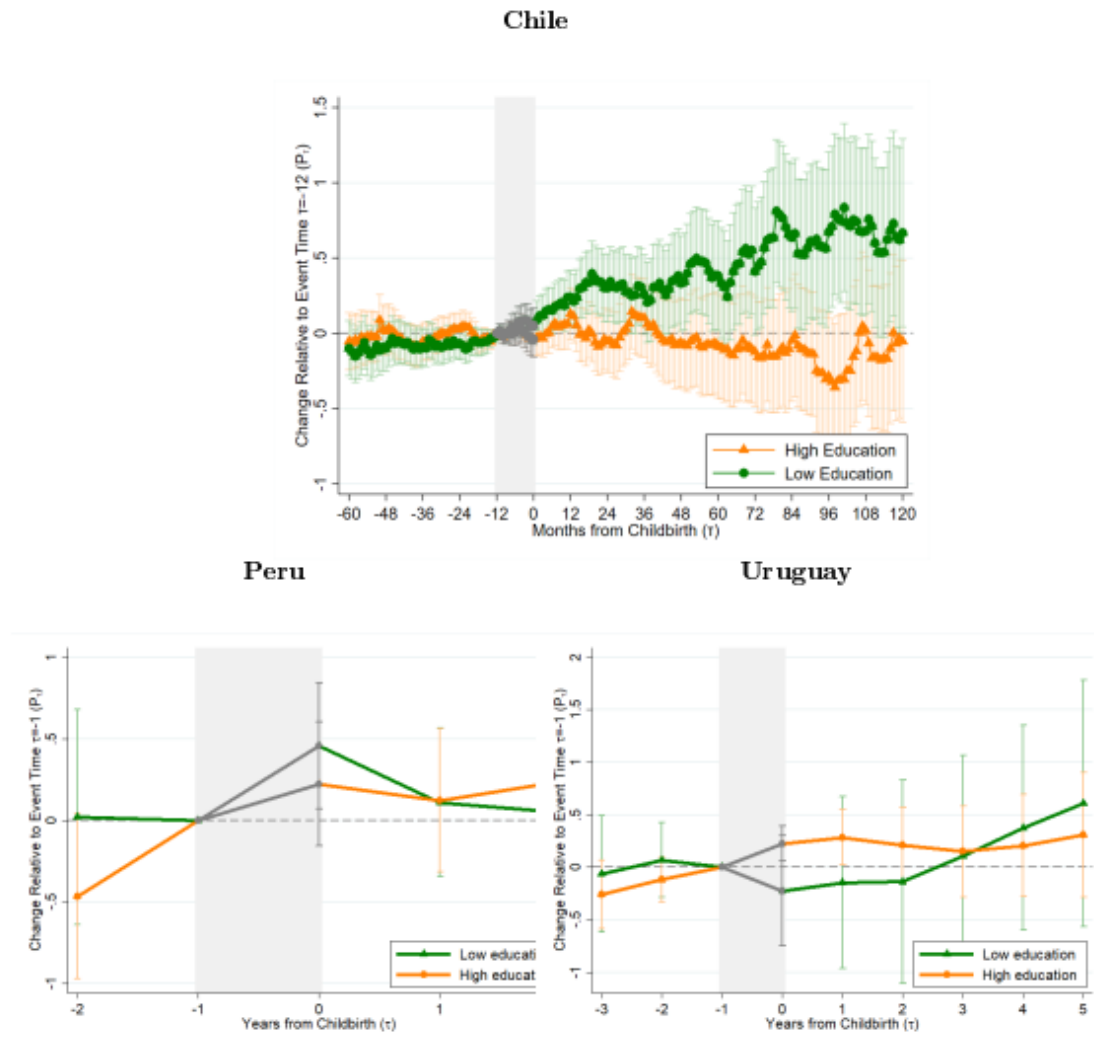 Chile
Change Relative to Event Time τ=-12 (Pₜ)
1.5
1
.5
0
-.5
-1
High Education
Low Education
-60 -48 -36 -24 -12 0 12 24 36 48 60 72 84 96 108 120
Months from Childbirth (τ)
Peru
Uruguay
Change Relative to Event Time τ=-1 (Pₜ)
1
.5
0
-.5
-1
Low educati
High educat
-2 -1 0 1
Years from Childbirth (τ)
Change Relative to Event Time τ=-1 (Pₜ)
2
1.5
1
.5
0
-.5
-1
Low education
High education
-3 -2 -1 0 1 2 3 4 5
Years from Childbirth (τ)